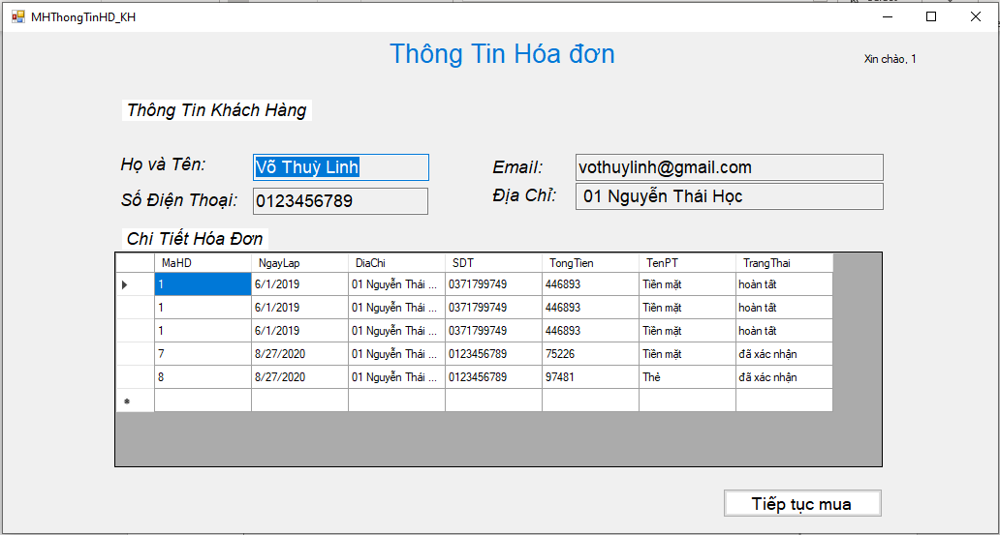 MHThongTinHD_KH
Thông Tin Hóa đơn
Xin chào, 1
Thông Tin Khách Hàng
Họ và Tên: Võ Thuỳ Linh Email: vothuylinh@gmail.com
Số Điện Thoại: 0123456789 Địa Chỉ: 01 Nguyễn Thái Học
Chi Tiết Hóa Đơn
MaHD NgayLap DiaChi SDT TongTien TenPT TrangThai
1 6/1/2019 01 Nguyễn Thái ... 0371799749 446893 Tiền mặt hoàn tất
1 6/1/2019 01 Nguyễn Thái ... 0371799749 446893 Tiền mặt hoàn tất
1 6/1/2019 01 Nguyễn Thái ... 0371799749 446893 Tiền mặt hoàn tất
7 8/27/2020 01 Nguyễn Thái ... 0123456789 75226 Tiền mặt đã xác nhận
8 8/27/2020 01 Nguyễn Thái ... 0123456789 97481 Thẻ đã xác nhận
Tiếp tục mua